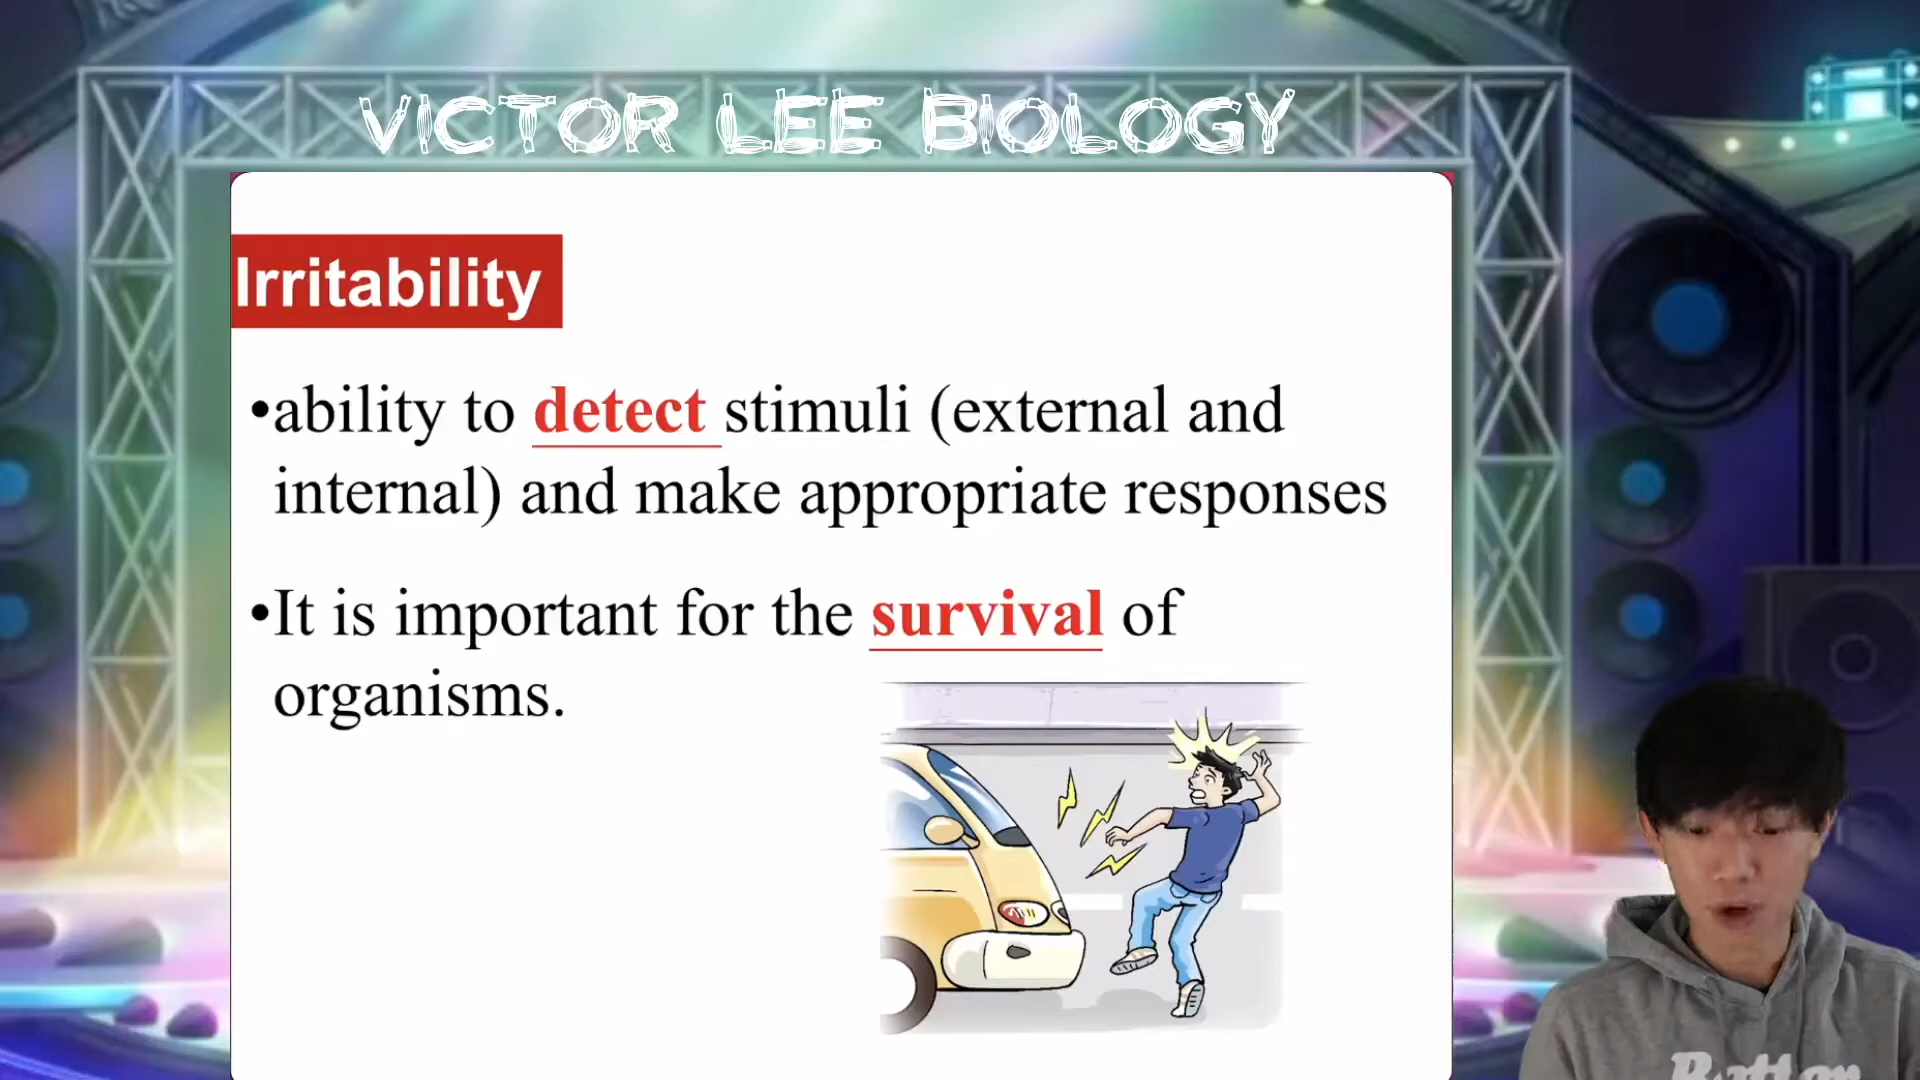 VICTOR LEE BIOLOGY
Irritability
•ability to detect stimuli (external and
internal) and make appropriate responses
•It is important for the survival of
organisms.